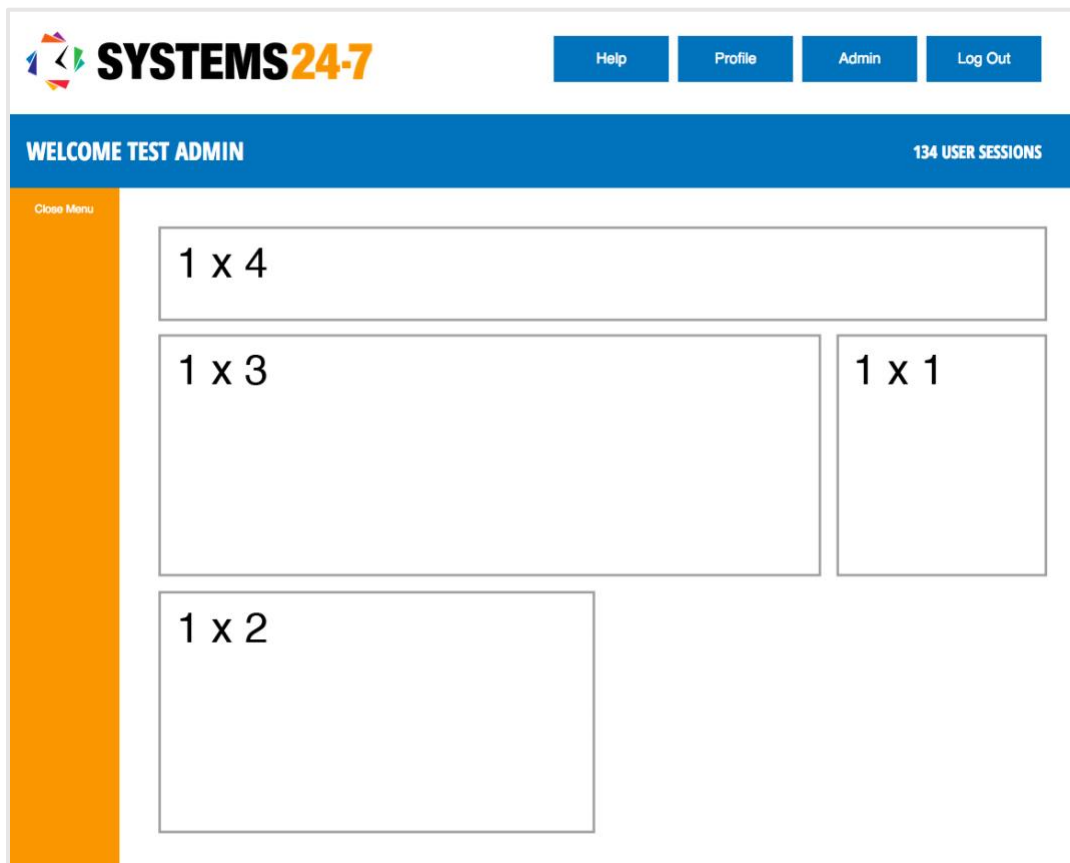 SYSTEMS24-7
Help Profile Admin Log Out
WELCOME TEST ADMIN 134 USER SESSIONS
Close Menu
1 x 4
1 x 3
1 x 1
1 x 2